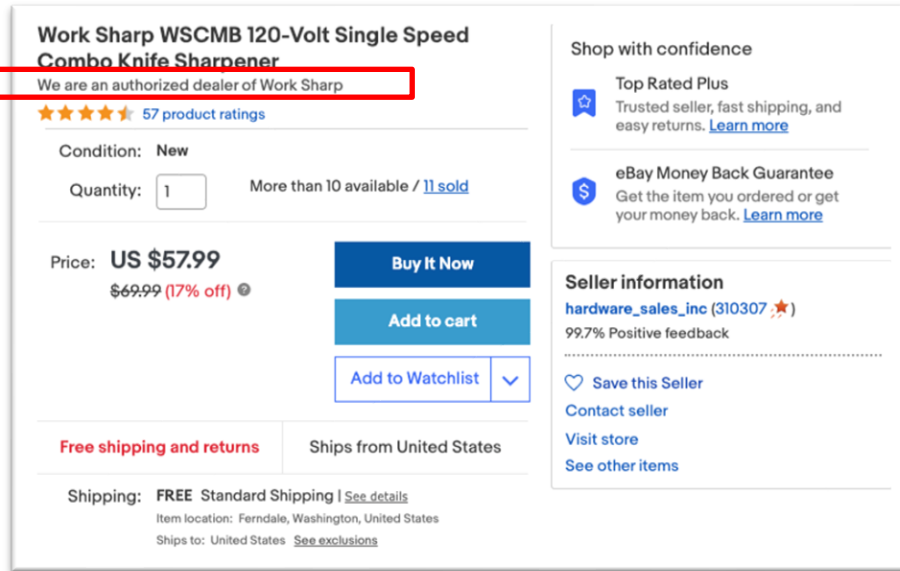 Work Sharp WSCMB 120-Volt Single Speed
Combo Knife Sharpener
We are an authorized dealer of Work Sharp
57 product ratings
Condition: New
Quantity: 1 More than 10 available / 11 sold
Price: US $57.99
$69.99 (17% off)
Buy It Now
Add to cart
Add to Watchlist
Free shipping and returns
Ships from United States
Shipping: FREE Standard Shipping | See details
Item location: Ferndale, Washington, United States
Ships to: United States See exclusions
Shop with confidence
Top Rated Plus
Trusted seller, fast shipping, and
easy returns. Learn more
eBay Money Back Guarantee
Get the item you ordered or get
your money back. Learn more
Seller information
hardware_sales_inc (310307)
99.7% Positive feedback
Save this Seller
Contact seller
Visit store
See other items